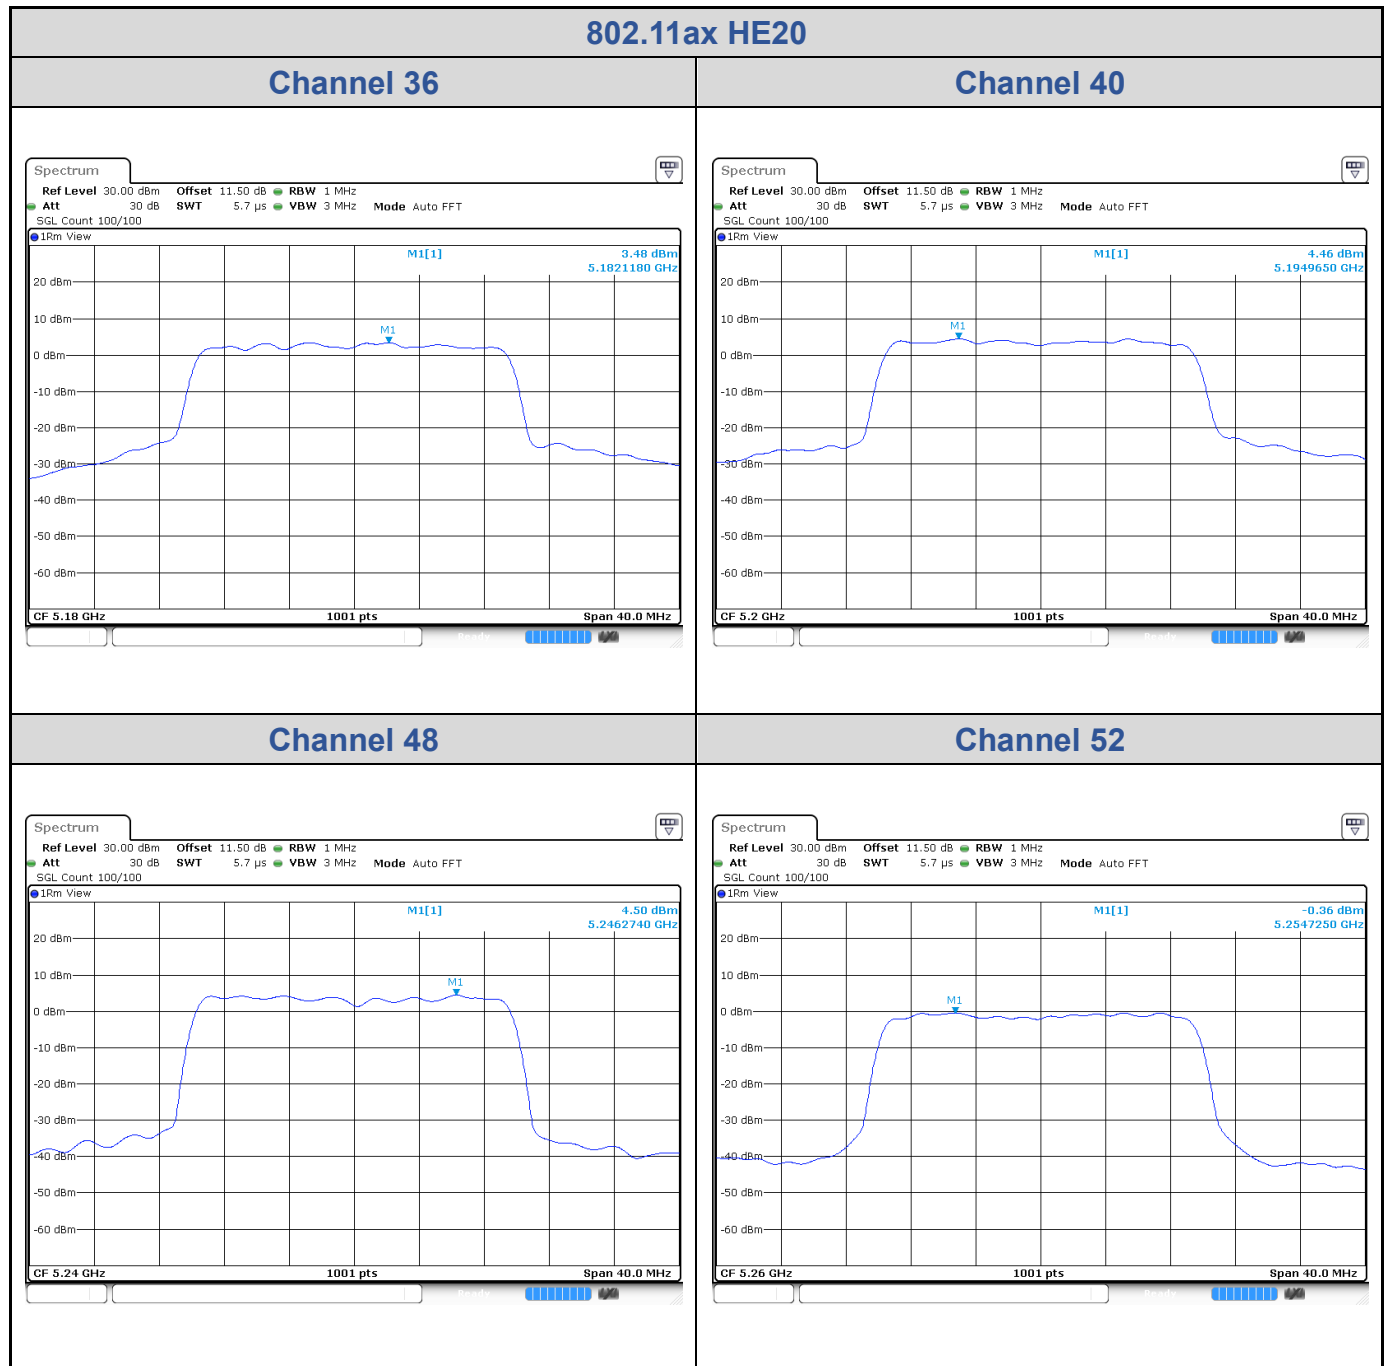 802.11ax HE20
Channel 36
Channel 40
Spectrum
Ref Level 30.00 dBm Offset 11.50 dB RBW 1 MHz
Att 30 dB SWT 5.7 µs VBW 3 MHz Mode Auto FFT
SGL Count 100/100
1Rm View
M1[1] 3.48 dBm
5.1821180 GHz
20 dBm
10 dBm
M1
0 dBm
-10 dBm
-20 dBm
-30 dBm
-40 dBm
-50 dBm
-60 dBm
CF 5.18 GHz 1001 pts Span 40.0 MHz
Ready
Spectrum
Ref Level 30.00 dBm Offset 11.50 dB RBW 1 MHz
Att 30 dB SWT 5.7 µs VBW 3 MHz Mode Auto FFT
SGL Count 100/100
1Rm View
M1[1] 4.46 dBm
5.1949650 GHz
20 dBm
10 dBm
M1
0 dBm
-10 dBm
-20 dBm
-30 dBm
-40 dBm
-50 dBm
-60 dBm
CF 5.2 GHz 1001 pts Span 40.0 MHz
Ready
Channel 48
Channel 52
Spectrum
Ref Level 30.00 dBm Offset 11.50 dB RBW 1 MHz
Att 30 dB SWT 5.7 µs VBW 3 MHz Mode Auto FFT
SGL Count 100/100
1Rm View
M1[1] 4.50 dBm
5.2462740 GHz
20 dBm
10 dBm
M1
0 dBm
-10 dBm
-20 dBm
-30 dBm
-40 dBm
-50 dBm
-60 dBm
CF 5.24 GHz 1001 pts Span 40.0 MHz
Ready
Spectrum
Ref Level 30.00 dBm Offset 11.50 dB RBW 1 MHz
Att 30 dB SWT 5.7 µs VBW 3 MHz Mode Auto FFT
SGL Count 100/100
1Rm View
M1[1] -0.36 dBm
5.2547250 GHz
20 dBm
10 dBm
M1
0 dBm
-10 dBm
-20 dBm
-30 dBm
-40 dBm
-50 dBm
-60 dBm
CF 5.26 GHz 1001 pts Span 40.0 MHz
Ready